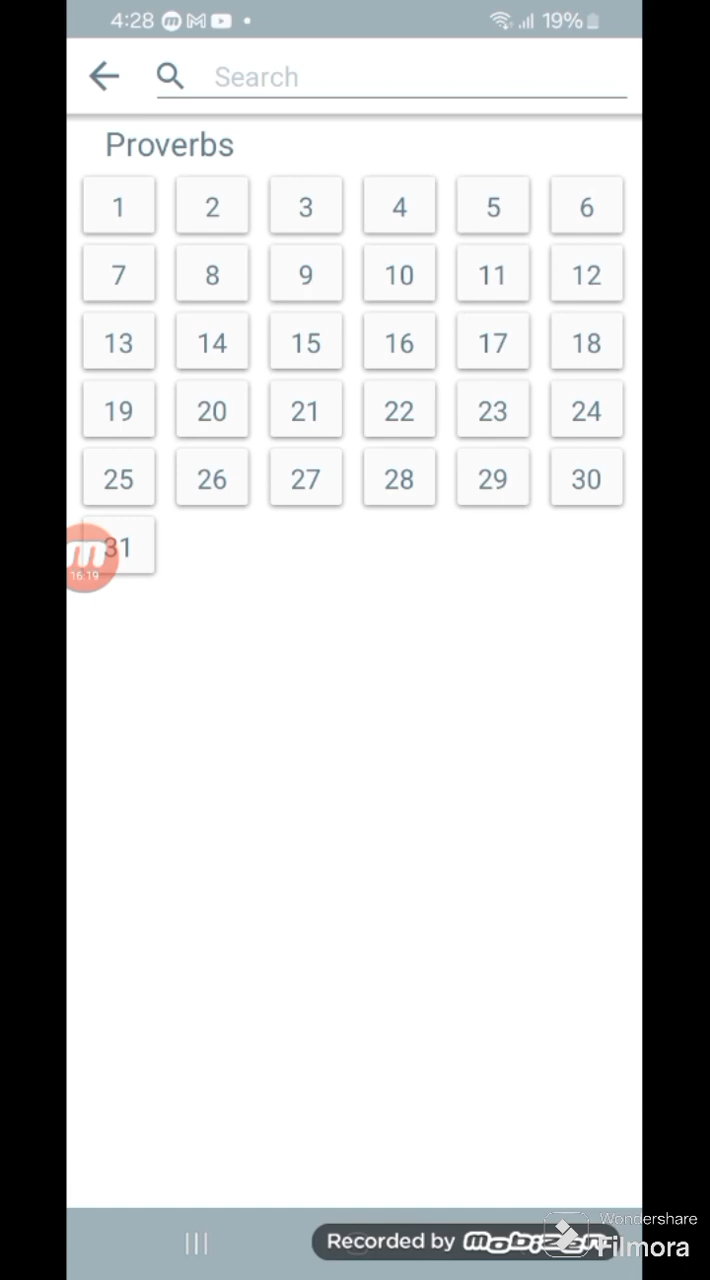 4:28 19%
Search
Proverbs
1 2 3 4 5 6
7 8 9 10 11 12
13 14 15 16 17 18
19 20 21 22 23 24
25 26 27 28 29 30
31
16:19
Wondershare
Recorded by mobizen
Filmora